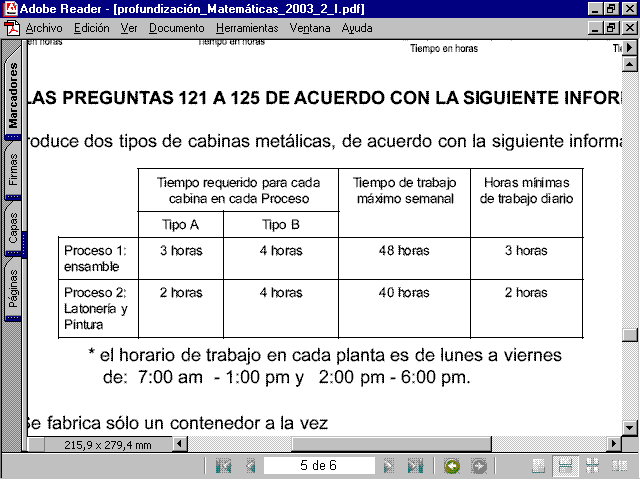 Adobe Reader - [profundización_Matemáticas_2003_2_I.pdf]
Archivo Edición Ver Documento Herramientas Ventana Ayuda
en horas Tiempo en horas Tiempo en horas
LAS PREGUNTAS 121 A 125 DE ACUERDO CON LA SIGUIENTE INFOR
roduce dos tipos de cabinas metálicas, de acuerdo con la siguiente informa
Tiempo requerido para cada cabina en cada Proceso
Tiempo de trabajo máximo semanal
Horas mínimas de trabajo diario
Tipo A Tipo B
Proceso 1: ensamble 3 horas 4 horas 48 horas 3 horas
Proceso 2: Latonería y Pintura 2 horas 4 horas 40 horas 2 horas
* el horario de trabajo en cada planta es de lunes a viernes
de: 7:00 am - 1:00 pm y 2:00 pm - 6:00 pm.
Se fabrica sólo un contenedor a la vez
Marcadores
Firmas
Capas
Páginas
215,9 x 279,4 mm
5 de 6